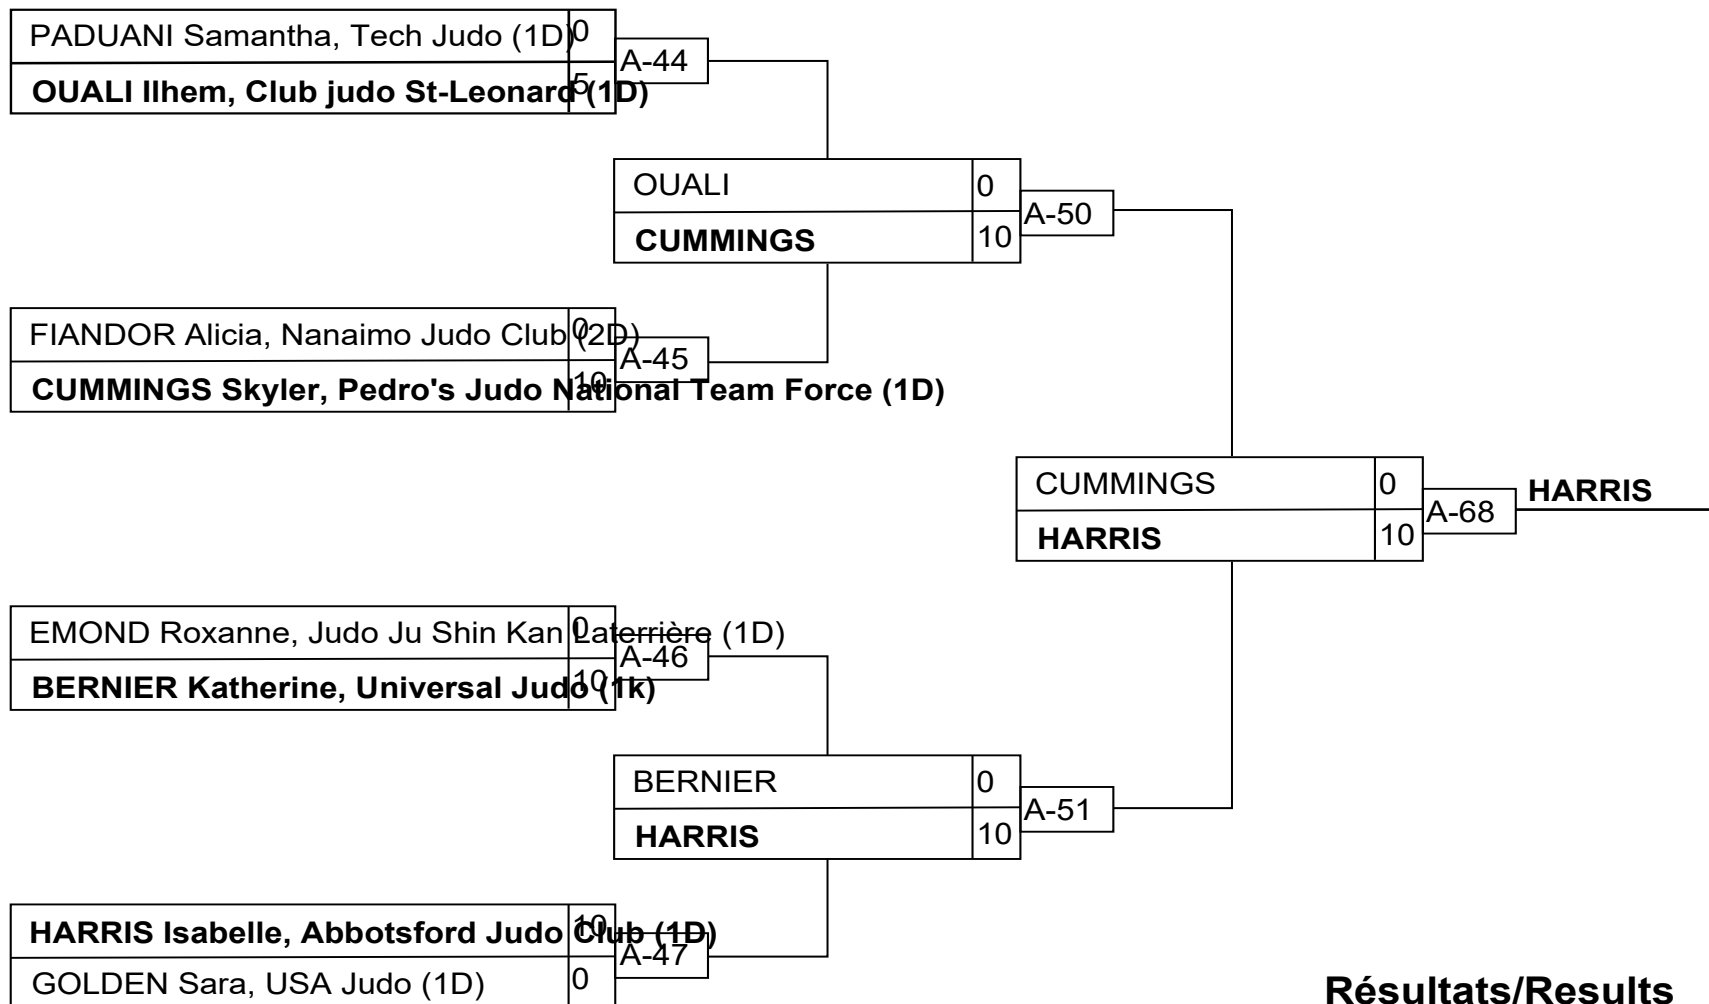 PADUANI Samantha, Tech Judo (1D) 0
OUALI Ilhem, Club judo St-Leonard (1D) 5
A-44
OUALI 0
CUMMINGS 10
A-50
FIANDOR Alicia, Nanaimo Judo Club (2D) 0
CUMMINGS Skyler, Pedro's Judo National Team Force (1D) 10
A-45
CUMMINGS 0
HARRIS 10
A-68
HARRIS
EMOND Roxanne, Judo Ju Shin Kan Laterrière (1D) 0
BERNIER Katherine, Universal Judo (1k) 10
A-46
BERNIER 0
HARRIS 10
A-51
HARRIS Isabelle, Abbotsford Judo Club (1D) 10
GOLDEN Sara, USA Judo (1D) 0
A-47
Résultats/Results